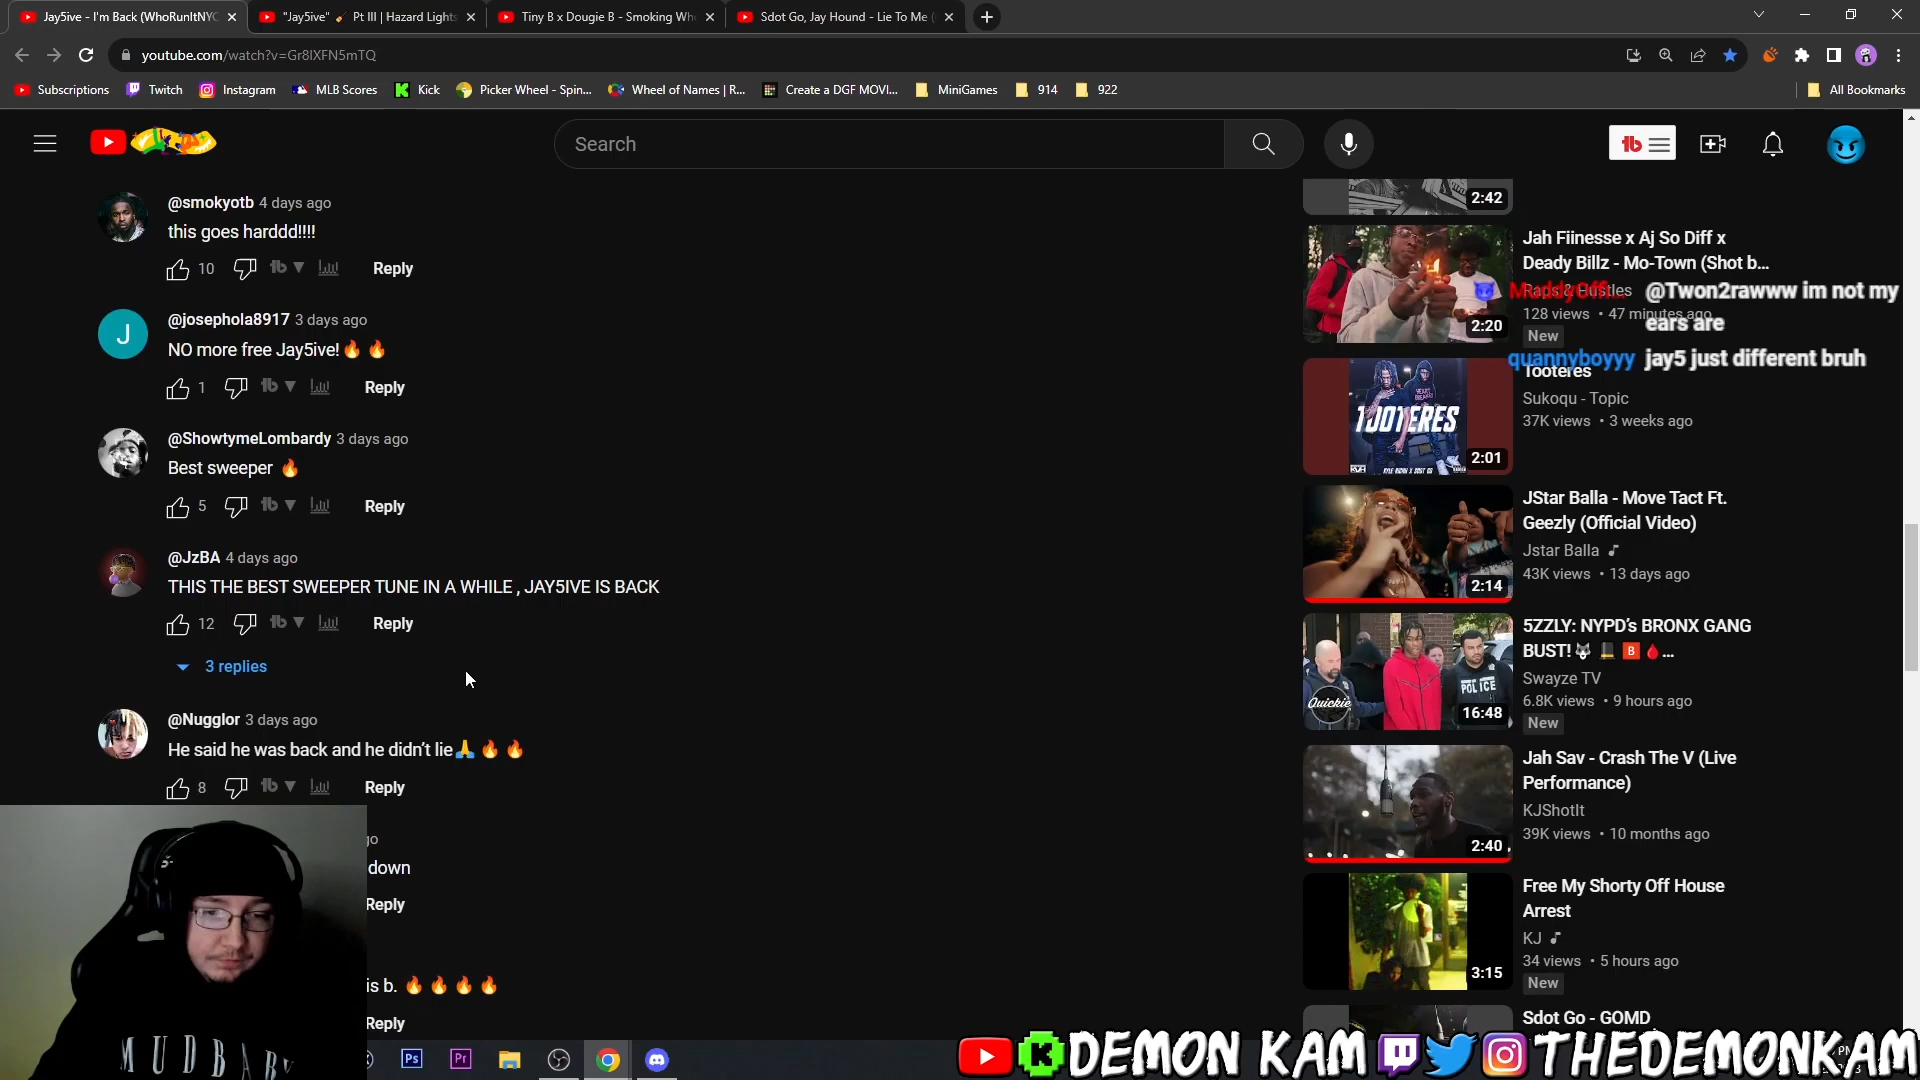 Jay5ive - I'm Back (WhoRunItNYC
"Jay5ive" Pt III | Hazard Lights
Tiny B x Dougie B - Smoking Wh
Sdot Go, Jay Hound - Lie To Me (
youtube.com/watch?v=Gr8IXFN5mTQ
Subscriptions
Twitch
Instagram
MLB Scores
Kick
Picker Wheel - Spin...
Wheel of Names | R...
Create a DGF MOVI...
MiniGames
914
922
All Bookmarks
Search
@smokyotb 4 days ago
this goes harddd!!!!
10
Reply
@josephola8917 3 days ago
NO more free Jay5ive!🔥🔥
1
Reply
@ShowtymeLombardy 3 days ago
Best sweeper 🔥
5
Reply
@JzBA 4 days ago
THIS THE BEST SWEEPER TUNE IN A WHILE , JAY5IVE IS BACK
12
Reply
3 replies
@Nugglor 3 days ago
He said he was back and he didn't lie🙏🔥🔥
8
Reply
go
down
Reply
is b. 🔥🔥🔥🔥
Reply
2:42
Jah Fiinesse x Aj So Diff x
Deady Billz - Mo-Town (Shot b...
Raps & Hustles
128 views • 47 minutes ago
New
2:20
MuddyOffi... @Twon2rawww im not my
ears are
quannyboyyy jay5 just different bruh
Tooteres
Sukoqu - Topic
37K views • 3 weeks ago
TOOTERES
2:01
JStar Balla - Move Tact Ft.
Geezly (Official Video)
Jstar Balla
43K views • 13 days ago
2:14
5ZZLY: NYPD's BRONX GANG
BUST! B ...
Swayze TV
6.8K views • 9 hours ago
New
POLICE
Quickie
16:48
Jah Sav - Crash The V (Live
Performance)
KJShotIt
39K views • 10 months ago
2:40
Free My Shorty Off House
Arrest
KJ
34 views • 5 hours ago
New
3:15
Sdot Go - GOMD
MUDBABY
Ps
Pr
DEMON KAM
THEDEMONKAM